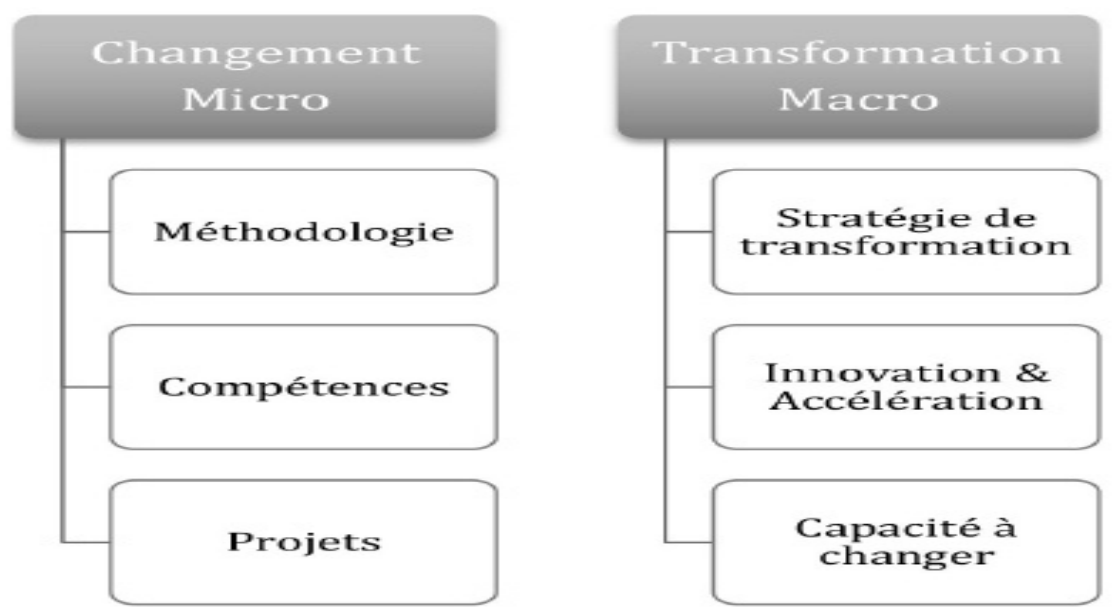 Changement
Micro
Méthodologie
Compétences
Projets
Transformation
Macro
Stratégie de
transformation
Innovation &
Accélération
Capacité à
changer